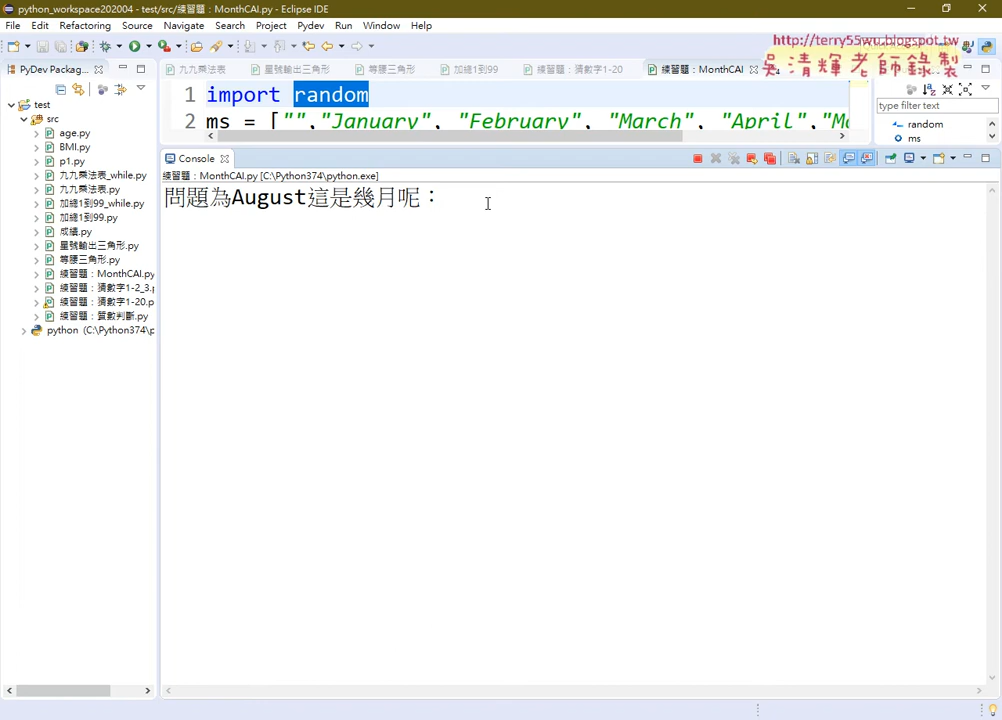 python_workspace202004 - test/src/練習題：MonthCAI.py - Eclipse IDE
File Edit Refactoring Source Navigate Search Project Pydev Run Window Help
http://terry55wu.blogspot.tw
吳清輝老師錄製
PyDev Packag...
九九乘法表
星號輸出三角形
等腰三角形
加總1到99
練習題：猜數字1-20
練習題：MonthCAI
1 import random
2 ms = ["","January", "February", "March", "April","Ma
type filter text
random
ms
test
src
age.py
BMI.py
p1.py
九九乘法表_while.py
九九乘法表.py
加總1到99_while.py
加總1到99.py
成績.py
星號輸出三角形.py
等腰三角形.py
練習題：MonthCAI.py
練習題：猜數字1-2_3.p
練習題：猜數字1-20.p
練習題：質數判斷.py
python (C:\Python374\p
Console
練習題：MonthCAI.py [C:\Python374\python.exe]
問題為August這是幾月呢：